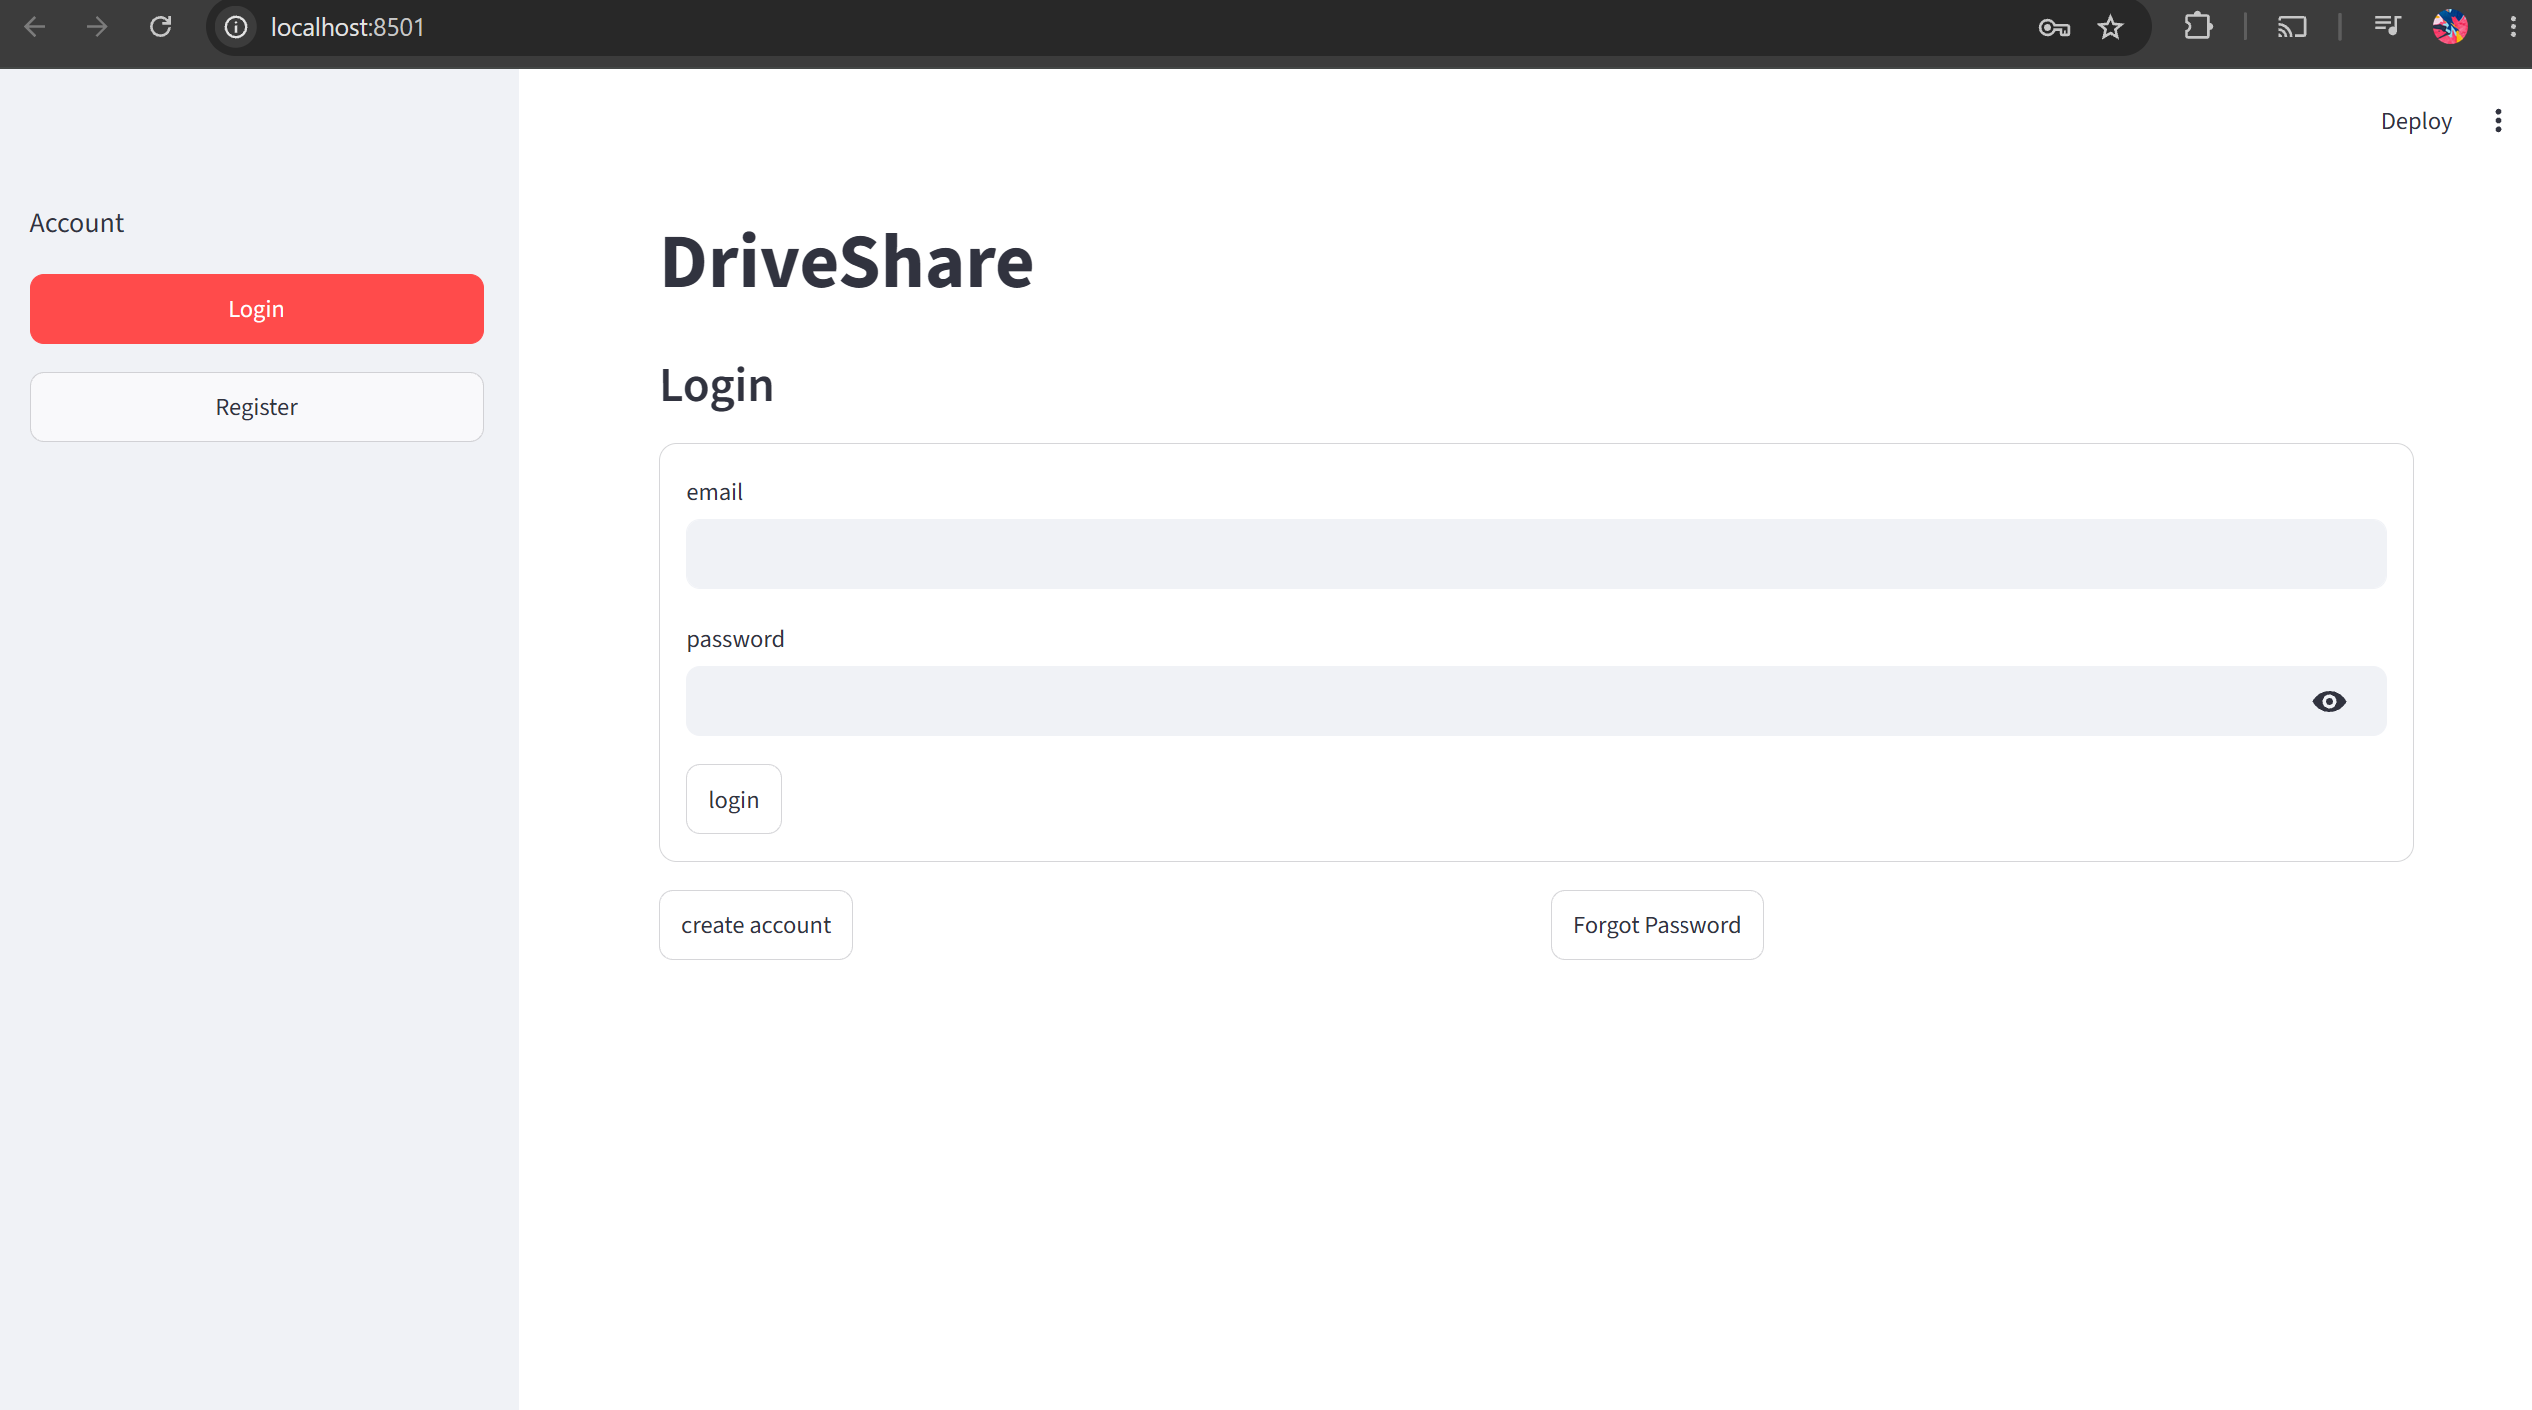 localhost:8501
Deploy
Account
Login
Register
DriveShare
Login
email
password
login
create account
Forgot Password